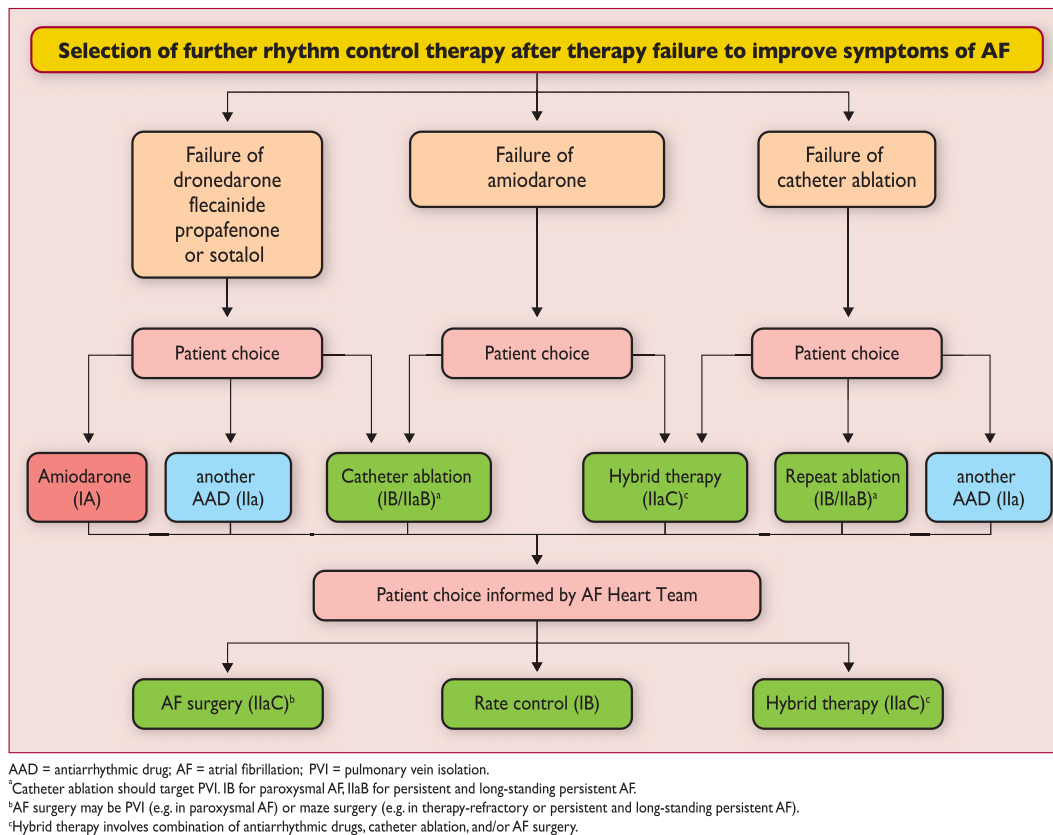 Selection of further rhythm control therapy after therapy failure to improve symptoms of AF
Failure of
dronedarone
flecainide
propafenone
or sotalol
Failure of
amiodarone
Failure of
catheter ablation
Patient choice
Patient choice
Patient choice
Amiodarone
(IA)
another
AAD (IIa)
Catheter ablation
(IB/IIaB)ᵃ
Hybrid therapy
(IIaC)ᶜ
Repeat ablation
(IB/IIaB)ᵃ
another
AAD (IIa)
Patient choice informed by AF Heart Team
AF surgery (IIaC)ᵇ
Rate control (IB)
Hybrid therapy (IIaC)ᶜ
AAD = antiarrhythmic drug; AF = atrial fibrillation; PVI = pulmonary vein isolation.
ᵃCatheter ablation should target PVI. IB for paroxysmal AF, IIaB for persistent and long-standing persistent AF.
ᵇAF surgery may be PVI (e.g. in paroxysmal AF) or maze surgery (e.g. in therapy-refractory or persistent and long-standing persistent AF).
ᶜHybrid therapy involves combination of antiarrhythmic drugs, catheter ablation, and/or AF surgery.